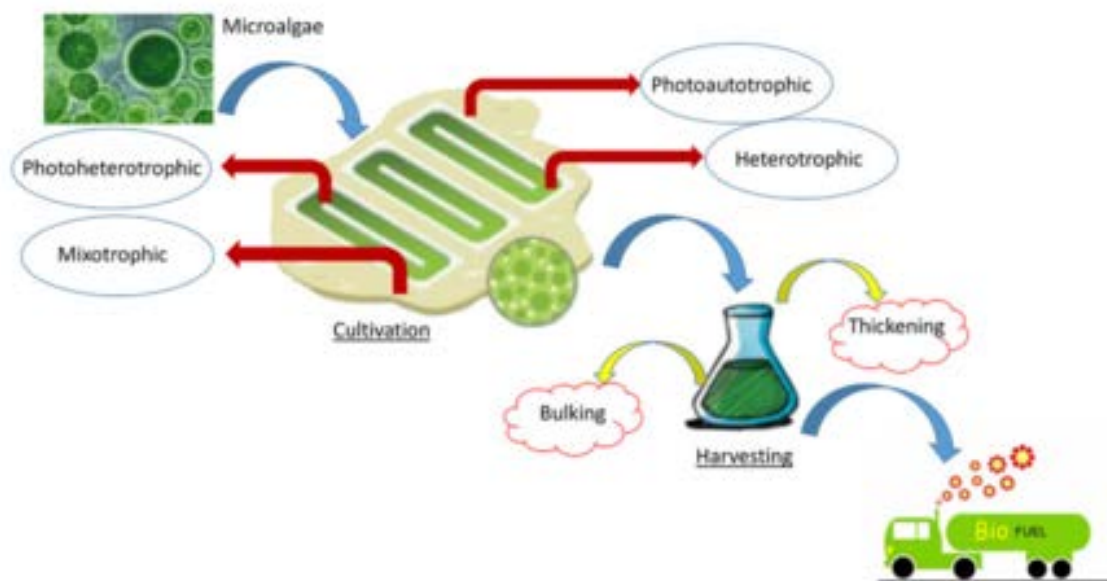 Microalgae
Photoautotrophic
Photoheterotrophic
Heterotrophic
Mixotrophic
Cultivation
Thickening
Bulking
Harvesting
Bio FUEL